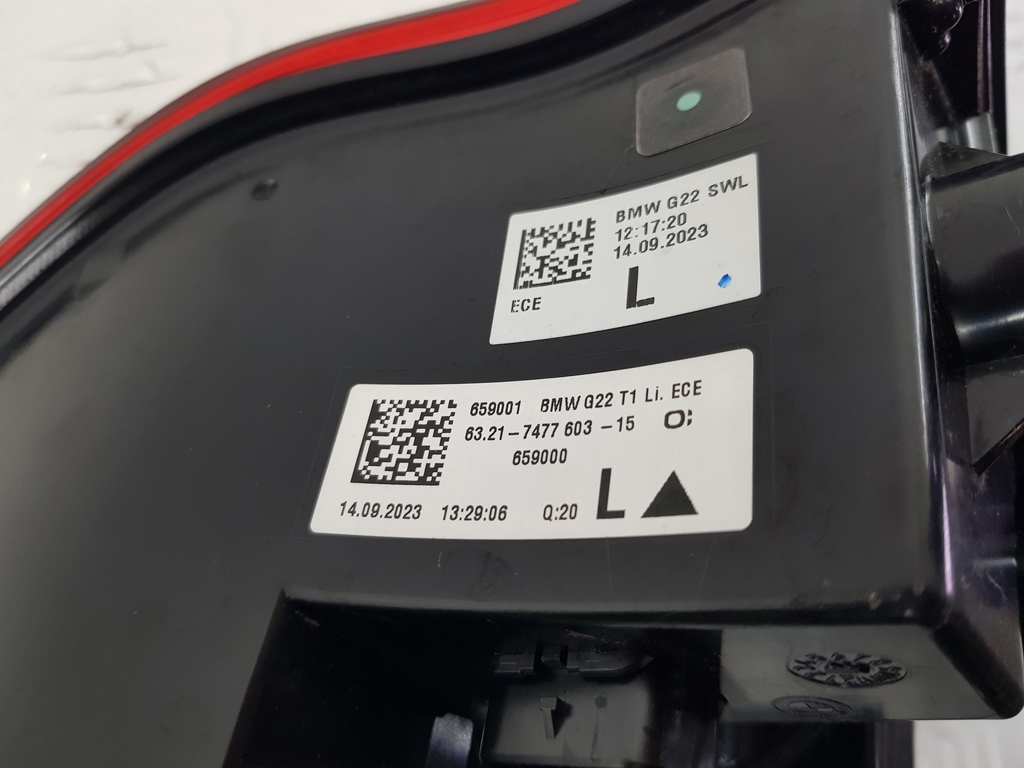 BMW G22 SWL
12:17:20
14.09.2023
ECE L
659001 BMW G22 T1 Li. ECE
63.21-7477 603 -15 O;
659000
14.09.2023 13:29:06 Q:20 L